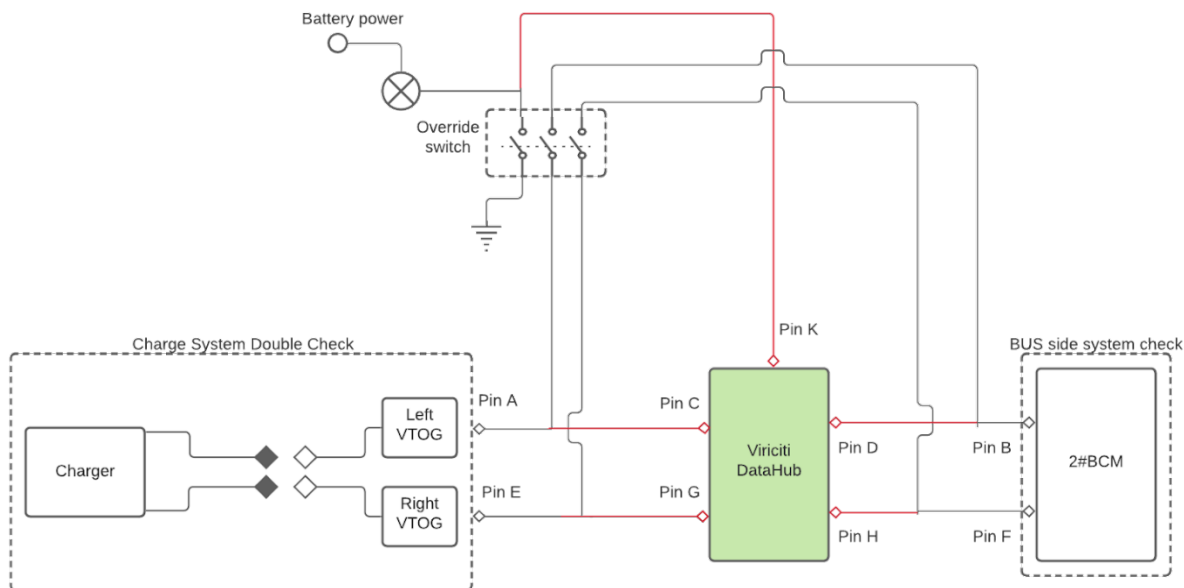 Battery power
Override
switch
Pin K
Charge System Double Check
BUS side system check
Pin A
Pin C
Left
VTOG
Charger
Viriciti
DataHub
Pin D
Pin B
2#BCM
Pin E
Pin G
Right
VTOG
Pin H
Pin F